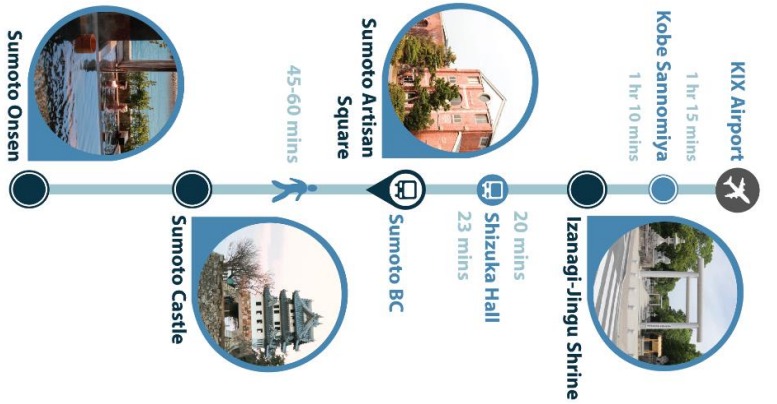 KIX Airport
1 hr 15 mins
Kobe Sannomiya
1 hr 10 mins
Izanagi-Jingu Shrine
20 mins
Shizuka Hall
23 mins
Sumoto BC
Sumoto Artisan
Square
45-60 mins
Sumoto Castle
Sumoto Onsen